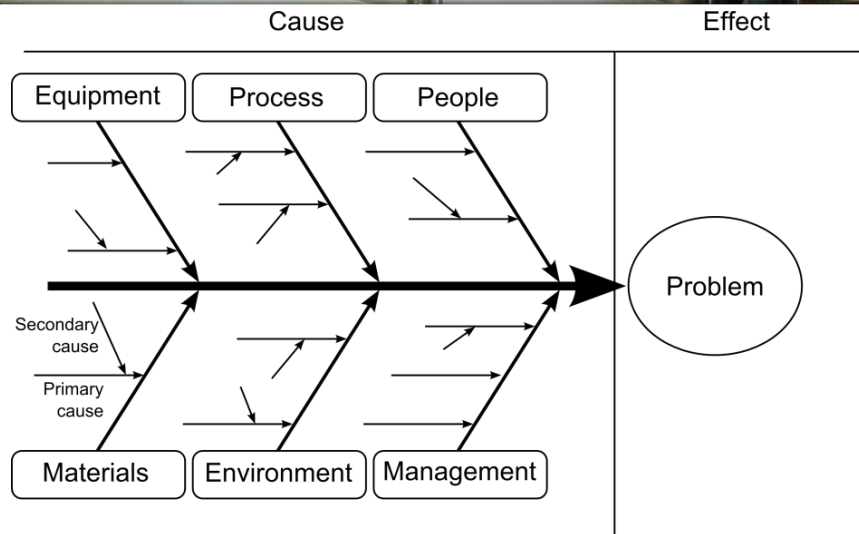 Cause
Effect
Equipment
Process
People
Problem
Secondary
cause
Primary
cause
Materials
Environment
Management